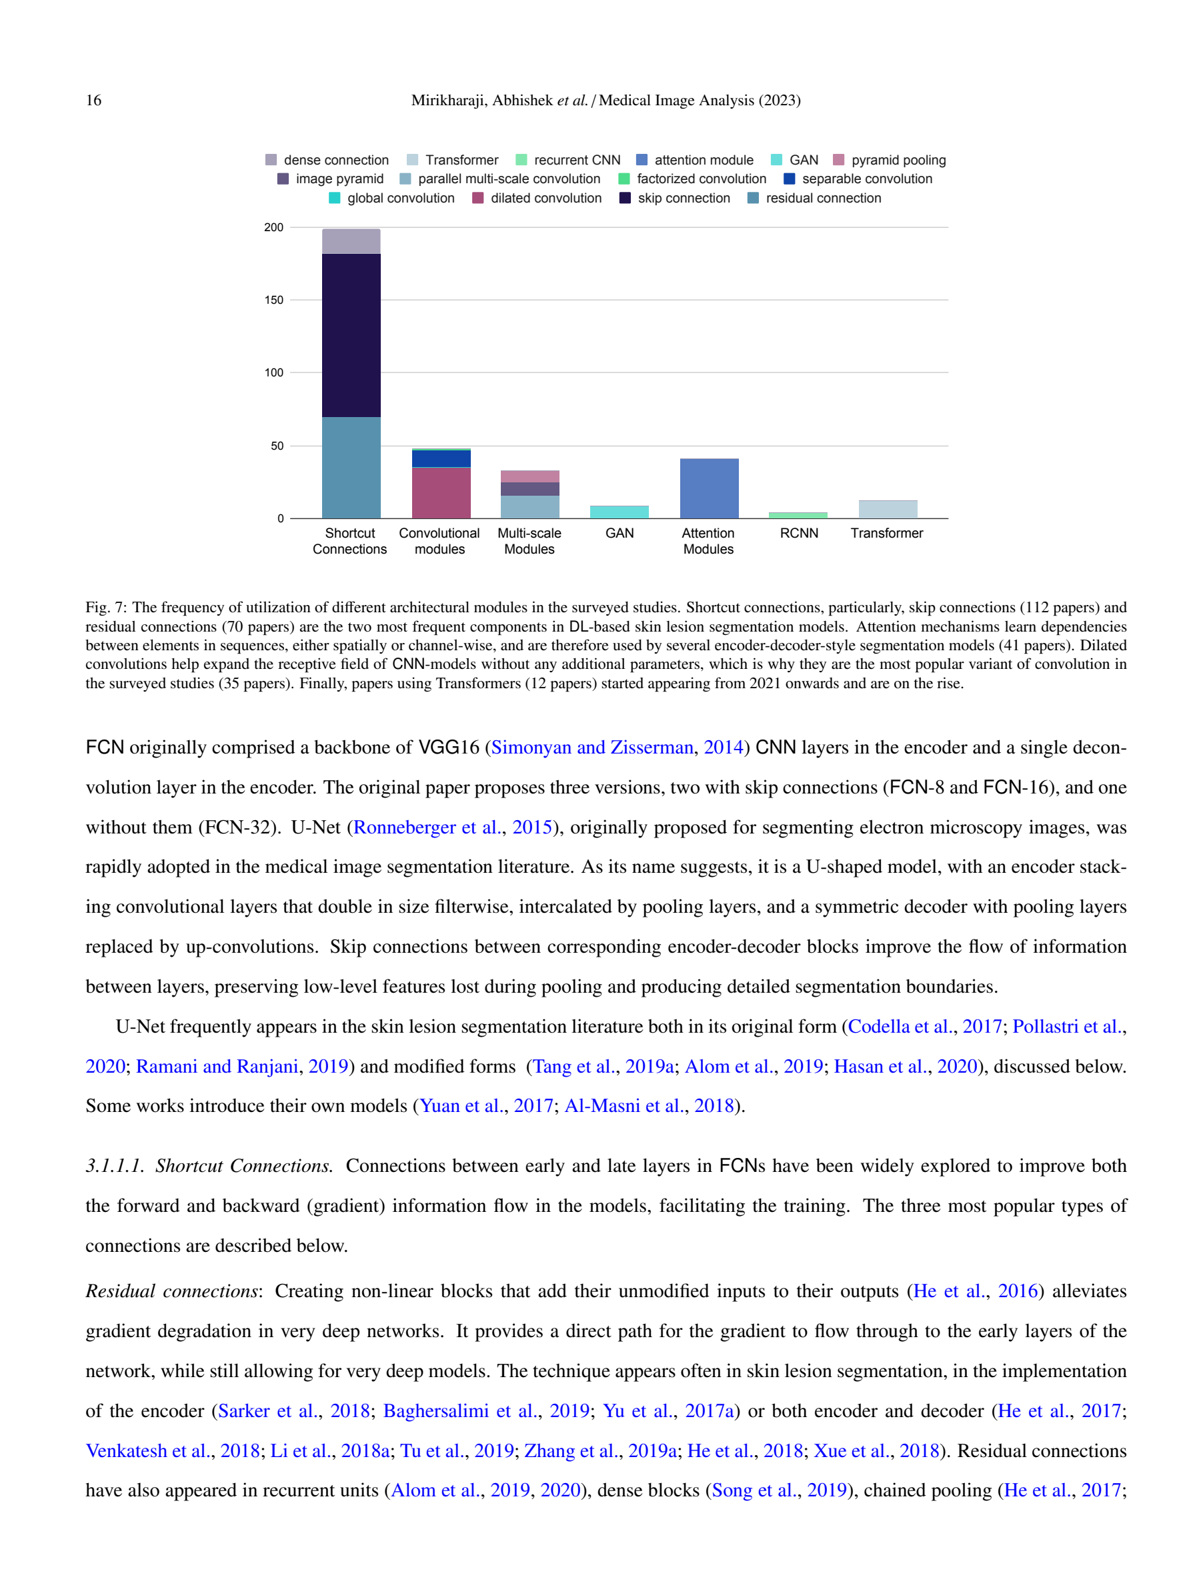 16
Mirikharaji, Abhishek et al. / Medical Image Analysis (2023)
dense connection Transformer recurrent CNN attention module GAN pyramid pooling
image pyramid parallel multi-scale convolution factorized convolution separable convolution
global convolution dilated convolution skip connection residual connection
200
150
100
50
0
Shortcut Connections
Convolutional modules
Multi-scale Modules
GAN
Attention Modules
RCNN
Transformer
Fig. 7: The frequency of utilization of different architectural modules in the surveyed studies. Shortcut connections, particularly, skip connections (112 papers) and
residual connections (70 papers) are the two most frequent components in DL-based skin lesion segmentation models. Attention mechanisms learn dependencies
between elements in sequences, either spatially or channel-wise, and are therefore used by several encoder-decoder-style segmentation models (41 papers). Dilated
convolutions help expand the receptive field of CNN-models without any additional parameters, which is why they are the most popular variant of convolution in
the surveyed studies (35 papers). Finally, papers using Transformers (12 papers) started appearing from 2021 onwards and are on the rise.
FCN originally comprised a backbone of VGG16 (Simonyan and Zisserman, 2014) CNN layers in the encoder and a single decon-
volution layer in the encoder. The original paper proposes three versions, two with skip connections (FCN-8 and FCN-16), and one
without them (FCN-32). U-Net (Ronneberger et al., 2015), originally proposed for segmenting electron microscopy images, was
rapidly adopted in the medical image segmentation literature. As its name suggests, it is a U-shaped model, with an encoder stack-
ing convolutional layers that double in size filterwise, intercalated by pooling layers, and a symmetric decoder with pooling layers
replaced by up-convolutions. Skip connections between corresponding encoder-decoder blocks improve the flow of information
between layers, preserving low-level features lost during pooling and producing detailed segmentation boundaries.
U-Net frequently appears in the skin lesion segmentation literature both in its original form (Codella et al., 2017; Pollastri et al.,
2020; Ramani and Ranjani, 2019) and modified forms (Tang et al., 2019a; Alom et al., 2019; Hasan et al., 2020), discussed below.
Some works introduce their own models (Yuan et al., 2017; Al-Masni et al., 2018).
3.1.1.1. Shortcut Connections. Connections between early and late layers in FCNs have been widely explored to improve both
the forward and backward (gradient) information flow in the models, facilitating the training. The three most popular types of
connections are described below.
Residual connections: Creating non-linear blocks that add their unmodified inputs to their outputs (He et al., 2016) alleviates
gradient degradation in very deep networks. It provides a direct path for the gradient to flow through to the early layers of the
network, while still allowing for very deep models. The technique appears often in skin lesion segmentation, in the implementation
of the encoder (Sarker et al., 2018; Baghersalimi et al., 2019; Yu et al., 2017a) or both encoder and decoder (He et al., 2017;
Venkatesh et al., 2018; Li et al., 2018a; Tu et al., 2019; Zhang et al., 2019a; He et al., 2018; Xue et al., 2018). Residual connections
have also appeared in recurrent units (Alom et al., 2019, 2020), dense blocks (Song et al., 2019), chained pooling (He et al., 2017;